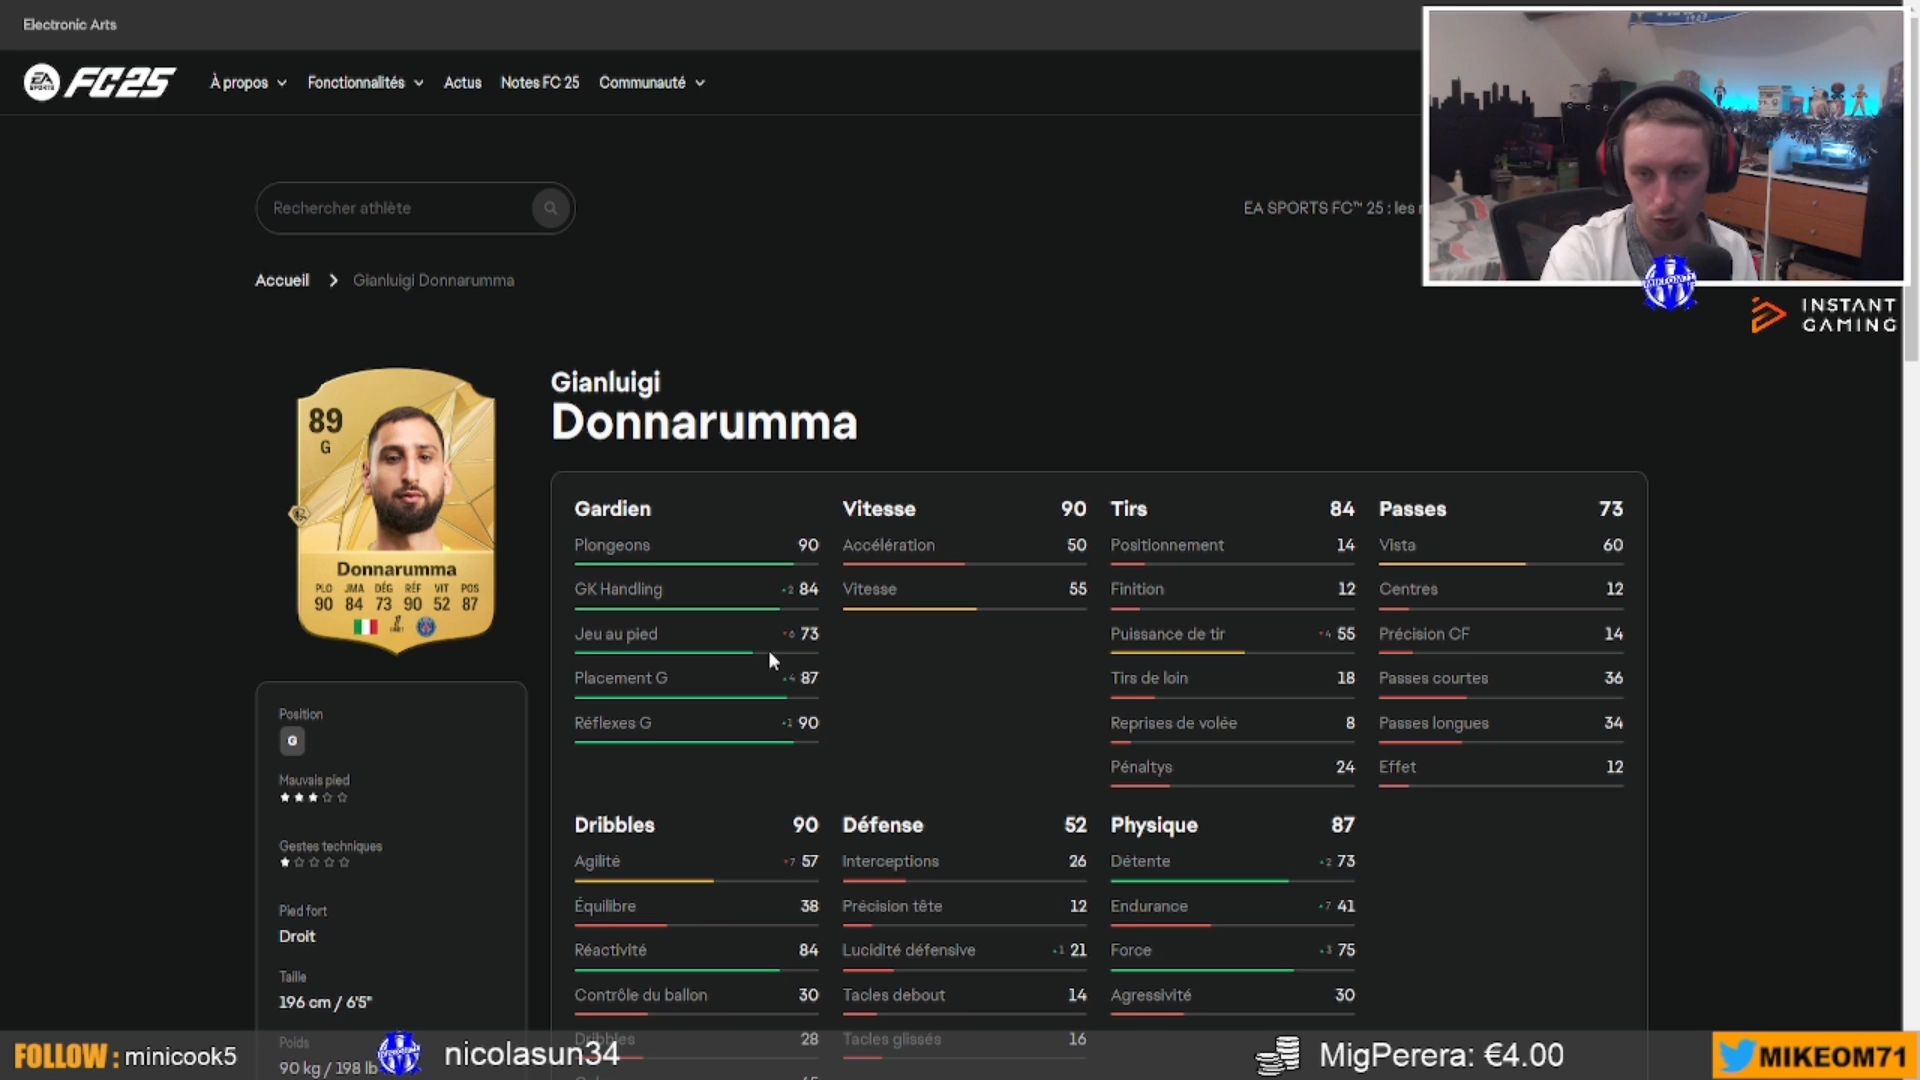 Electronic Arts
EA SPORTS FC25
À propos
Fonctionnalités
Actus
Notes FC 25
Communauté
Rechercher athlète
EA SPORTS FC™ 25 : les
INSTANT
GAMING
Accueil
Gianluigi Donnarumma
89
G
Donnarumma
PLO JMA DÉG RÉF VIT POS
90 84 73 90 52 87
Gianluigi
Donnarumma
Gardien
Plongeons 90
GK Handling 2 84
Jeu au pied 6 73
Placement G 4 87
Réflexes G 1 90
Vitesse 90
Accélération 50
Vitesse 55
Tirs 84
Positionnement 14
Finition 12
Puissance de tir 4 55
Tirs de loin 18
Reprises de volée 8
Pénaltys 24
Passes 73
Vista 60
Centres 12
Précision CF 14
Passes courtes 36
Passes longues 34
Effet 12
Dribbles 90
Agilité 7 57
Équilibre 38
Réactivité 84
Contrôle du ballon 30
Dribbles 28
Défense 52
Interceptions 26
Précision tête 12
Lucidité défensive 1 21
Tacles debout 14
Tacles glissés 16
Physique 87
Détente 2 73
Endurance 7 41
Force 3 75
Agressivité 30
Position
G
Mauvais pied
Gestes techniques
Pied fort
Droit
Taille
196 cm / 6'5"
Poids
90 kg / 198 lb
FOLLOW : minicook5
nicolasun34
MigPerera: €4.00
MIKEOM71